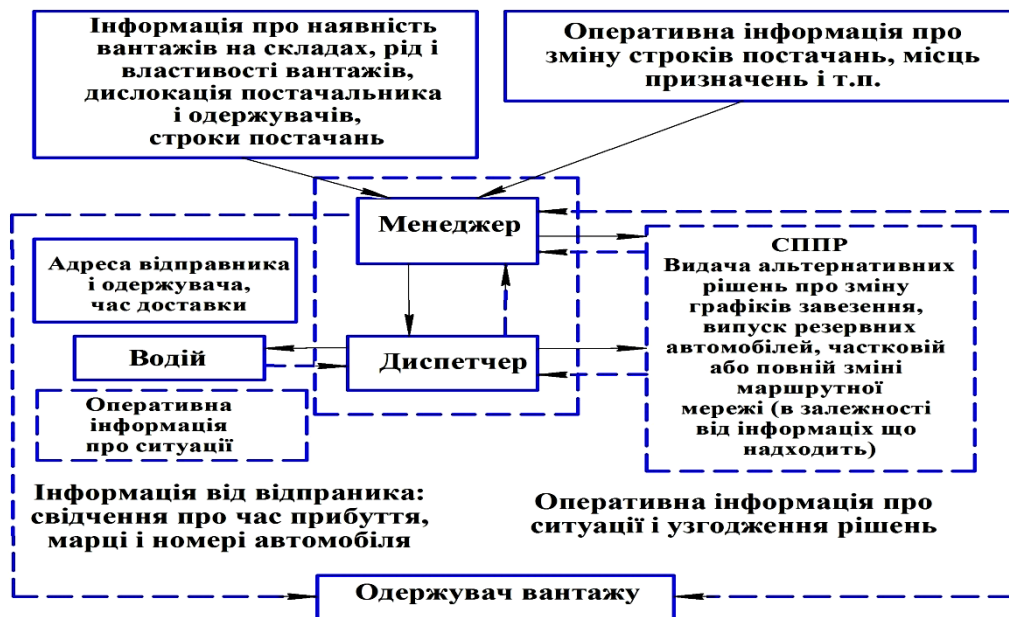 Інформація про наявність
вантажів на складах, рід і
властивості вантажів,
дислокація постачальника
і одержувачів,
строки постачань
Оперативна інформація про
зміну строків постачань, місць
призначень і т.п.
Менеджер
Адреса відправника
і одержувача,
час доставки
СППР
Видача альтернативних
рішень про зміну
графіків завезення,
випуск резервних
автомобілей, частковій
або повній зміні
маршрутної
мережі (в залежності
від інформаціх що
надходить)
Водій
Диспетчер
Оперативна
інформація
про ситуації
Інформація від відпраника:
свідчення про час прибуття,
марці і номері автомобіля
Оперативна інформація про
ситуації і узгодження рішень
Одержувач вантажу